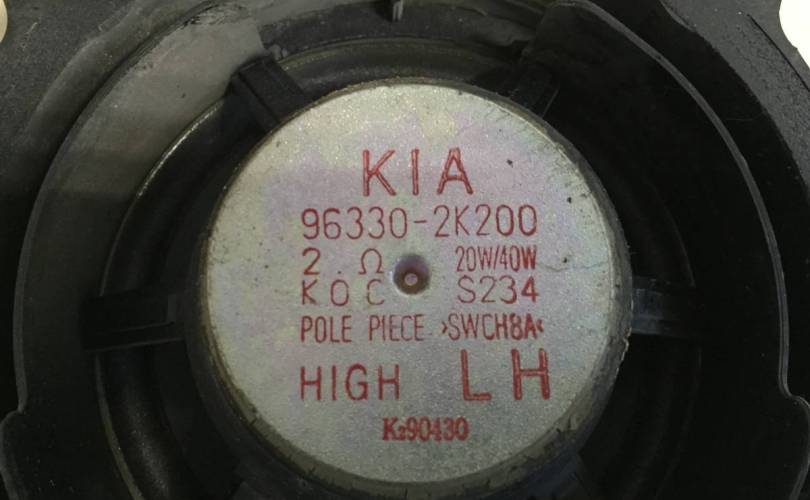 KIA
96330-2K200
2. Ω 20W/40W
KOC S234
POLE PIECE >SWCH8A<
HIGH LH
K290430